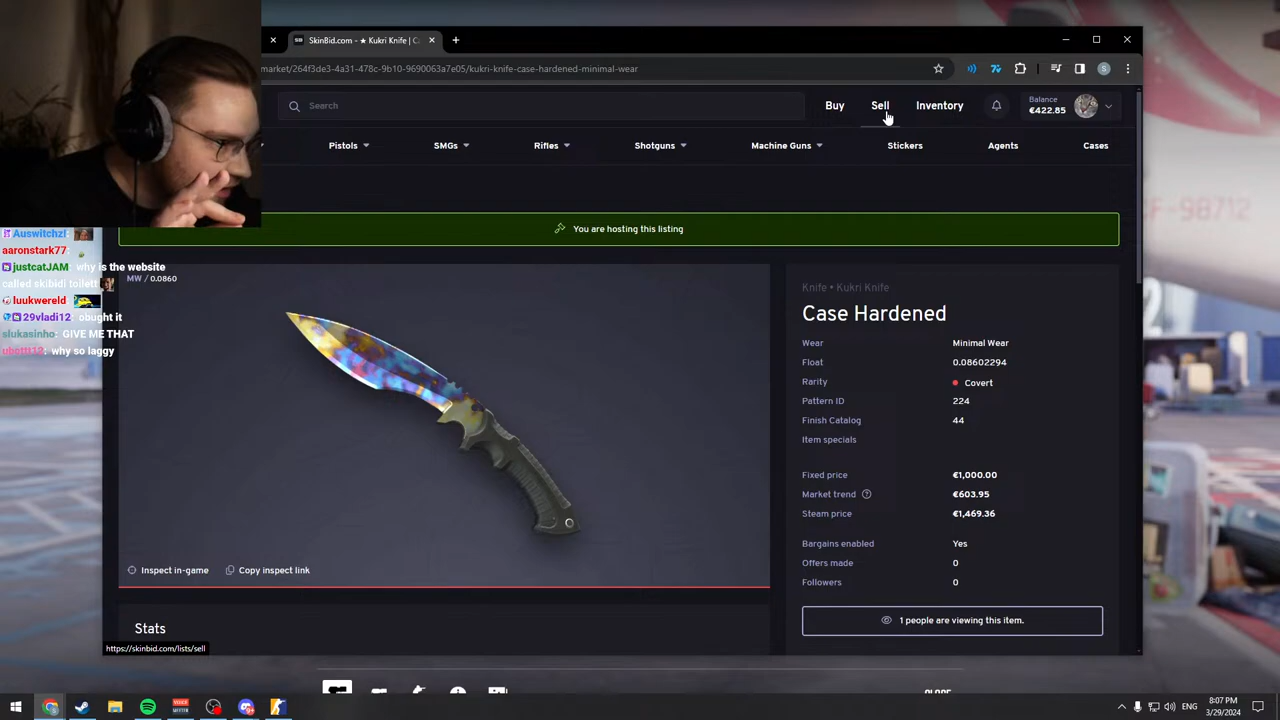 SkinBid.com - ★ Kukri Knife | C
market/264f3de3-4a31-478c-9b10-9690063a7e05/kukri-knife-case-hardened-minimal-wear
Search
Buy
Sell
Inventory
Balance
€422.85
Pistols
SMGs
Rifles
Shotguns
Machine Guns
Stickers
Agents
Cases
You are hosting this listing
Auswitchzl
aaronstark77:
justcatJAM: why is the website
called skibidi toilett
luukwereld
29vladi12: obught it
slukasinho: GIVE ME THAT
why so laggy
MW / 0.0860
Knife • Kukri Knife
Case Hardened
Wear Minimal Wear
Float 0.08602294
Rarity Covert
Pattern ID 224
Finish Catalog 44
Item specials
Fixed price €1,000.00
Market trend €603.95
Steam price €1,469.36
Bargains enabled Yes
Offers made 0
Followers 0
Inspect in-game
Copy inspect link
1 people are viewing this item.
Stats
https://skinbid.com/lists/sell
ENG
8:07 PM
3/29/2024